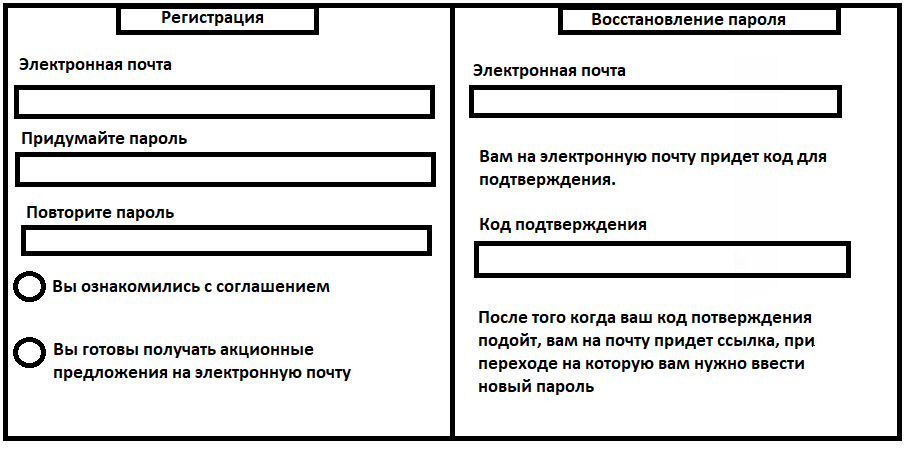 Регистрация
Электронная почта
Придумайте пароль
Повторите пароль
Вы ознакомились с соглашением
Вы готовы получать акционные
предложения на электронную почту
Восстановление пароля
Электронная почта
Вам на электронную почту придет код для
подтверждения.
Код подтверждения
После того когда ваш код потверждения
подойт, вам на почту придет ссылка, при
переходе на которую вам нужно ввести
новый пароль